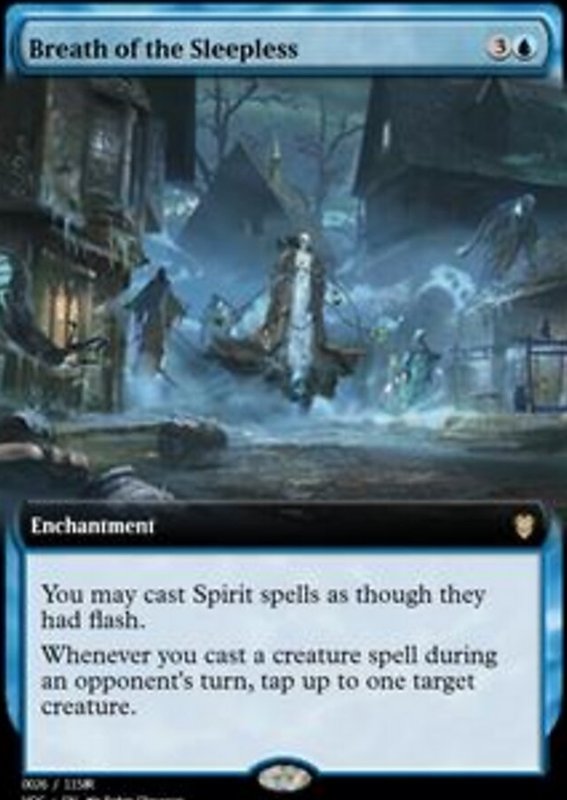 Breath of the Sleepless 3
Enchantment
You may cast Spirit spells as though they
had flash.
Whenever you cast a creature spell during
an opponent's turn, tap up to one target
creature.